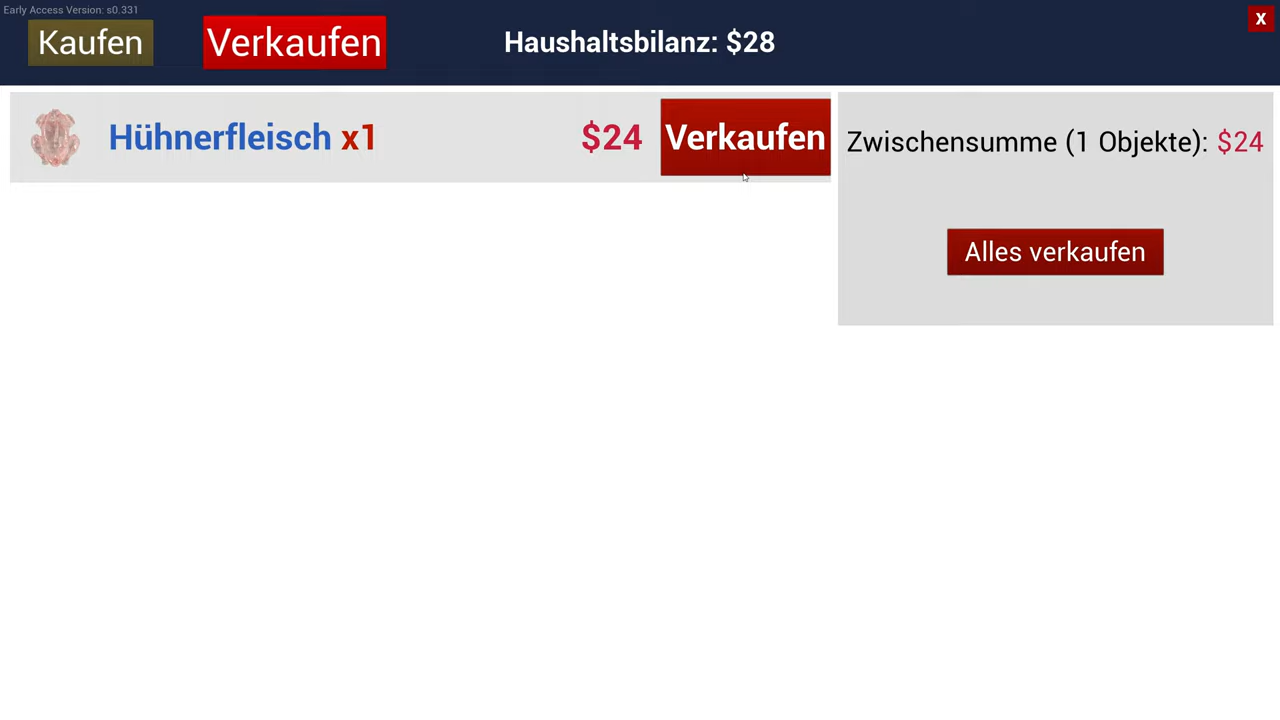 Early Access Version: s0.331
Kaufen
Verkaufen
Haushaltsbilanz: $28
X
Hühnerfleisch x1
$24
Verkaufen
Zwischensumme (1 Objekte): $24
Alles verkaufen